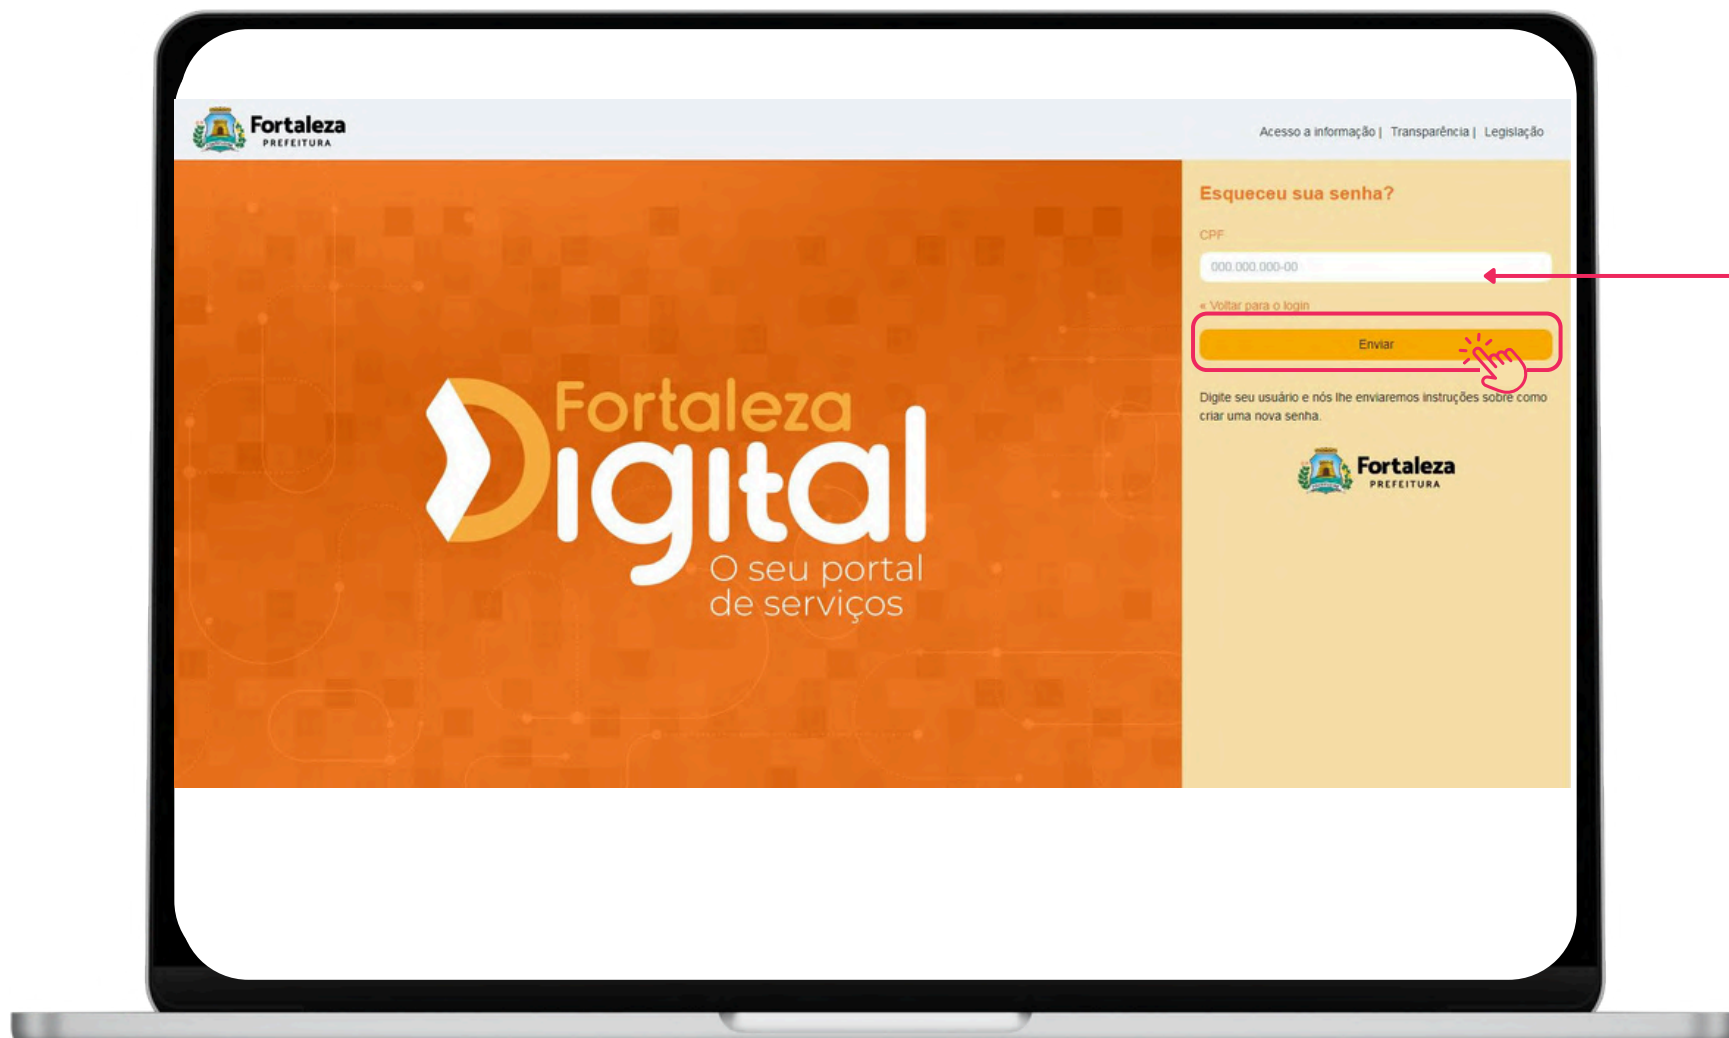 Fortaleza
PREFEITURA
Acesso a informação | Transparência | Legislação
Fortaleza
Digital
O seu portal
de serviços
Esqueceu sua senha?
CPF
000.000.000-00
« Voltar para o login
Enviar
Digite seu usuário e nós lhe enviaremos instruções sobre como
criar uma nova senha.
Fortaleza
PREFEITURA